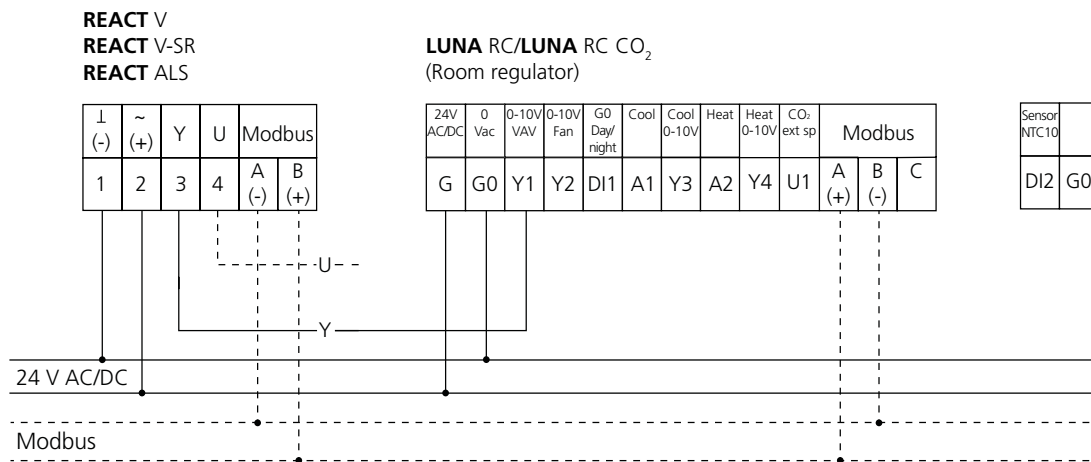 REACT V
REACT V-SR
REACT ALS
LUNA RC/LUNA RC CO₂
(Room regulator)
⊥ (-) ~ (+) Y U Modbus
1 2 3 4 A (-) B (+)
24V AC/DC 0 Vac 0-10V VAV 0-10V Fan G0 Day/ night Cool Cool 0-10V Heat Heat 0-10V CO₂ ext sp Modbus
G G0 Y1 Y2 DI1 A1 Y3 A2 Y4 U1 A (+) B (-) C
Sensor NTC10
DI2 G0
U
Y
24 V AC/DC
Modbus